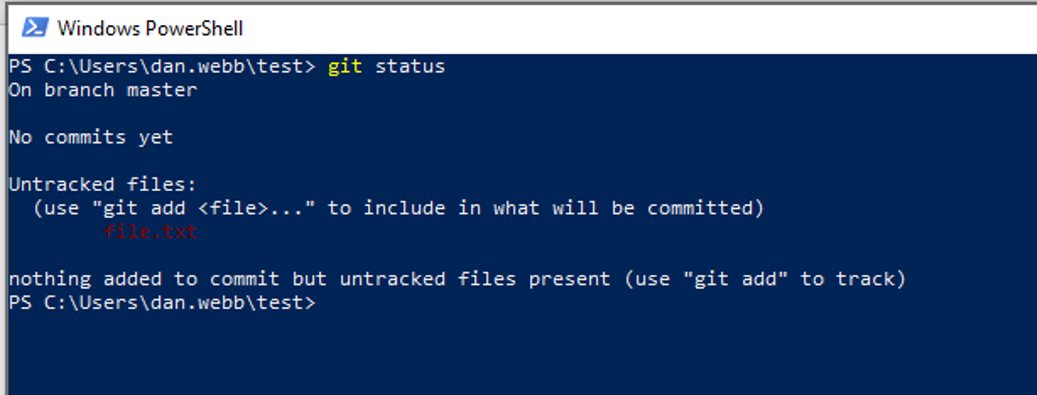 Windows PowerShell
PS C:\Users\dan.webb\test> git status
On branch master
No commits yet
Untracked files:
(use "git add <file>..." to include in what will be committed)
file.txt
nothing added to commit but untracked files present (use "git add" to track)
PS C:\Users\dan.webb\test>